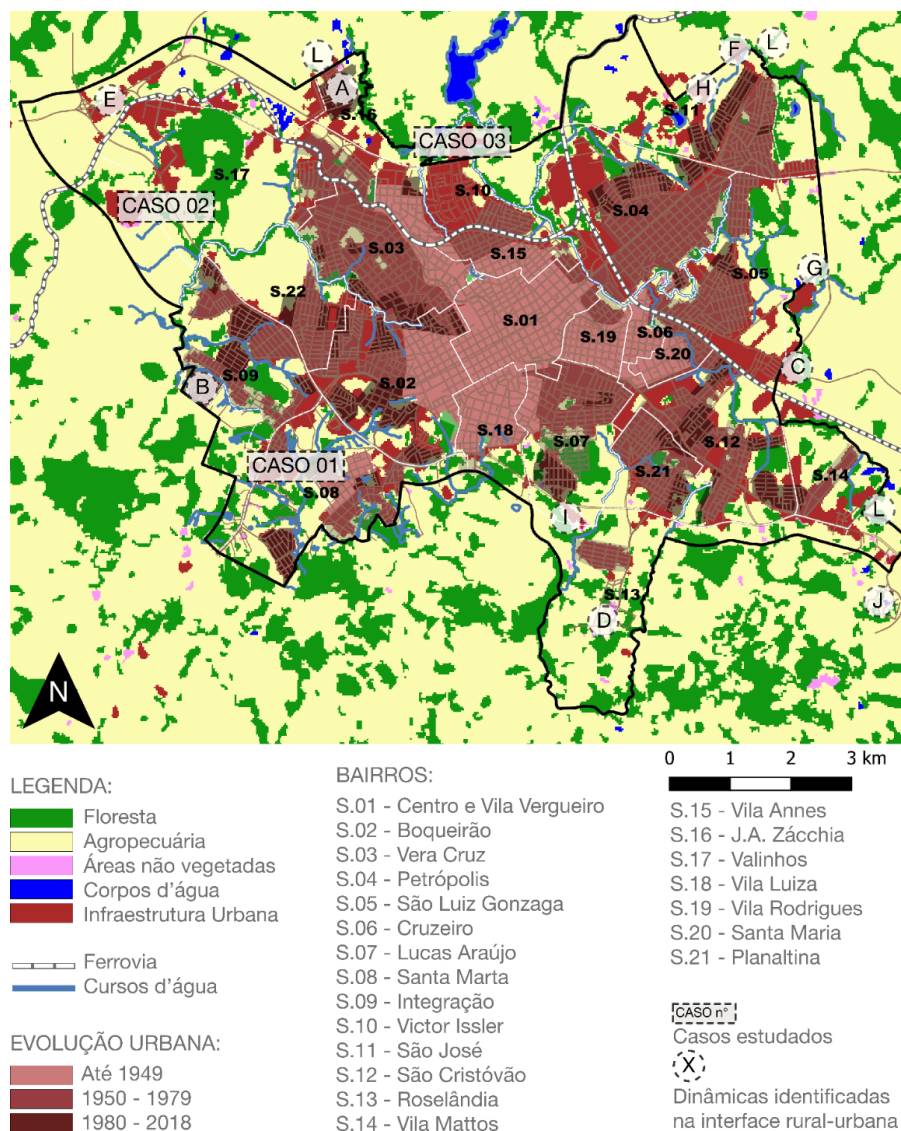 L
F
L
E
A
H
S.16
S.11
CASO 03
S.17
S.10
CASO 02
S.04
S.03
S.15
S.05
G
S.22
S.01
S.19
S.06
S.20
C
B
S.09
S.02
S.18
S.07
S.12
CASO 01
S.21
S.14
S.08
I
L
S.13
D
J
N
0 1 2 3 km
LEGENDA:
Floresta
Agropecuária
Áreas não vegetadas
Corpos d'água
Infraestrutura Urbana
Ferrovia
Cursos d'água
EVOLUÇÃO URBANA:
Até 1949
1950 - 1979
1980 - 2018
BAIRROS:
S.01 - Centro e Vila Vergueiro
S.02 - Boqueirão
S.03 - Vera Cruz
S.04 - Petrópolis
S.05 - São Luiz Gonzaga
S.06 - Cruzeiro
S.07 - Lucas Araújo
S.08 - Santa Marta
S.09 - Integração
S.10 - Victor Issler
S.11 - São José
S.12 - São Cristóvão
S.13 - Roselândia
S.14 - Vila Mattos
S.15 - Vila Annes
S.16 - J.A. Zácchia
S.17 - Valinhos
S.18 - Vila Luiza
S.19 - Vila Rodrigues
S.20 - Santa Maria
S.21 - Planaltina
CASO n°
Casos estudados
X
Dinâmicas identificadas
na interface rural-urbana